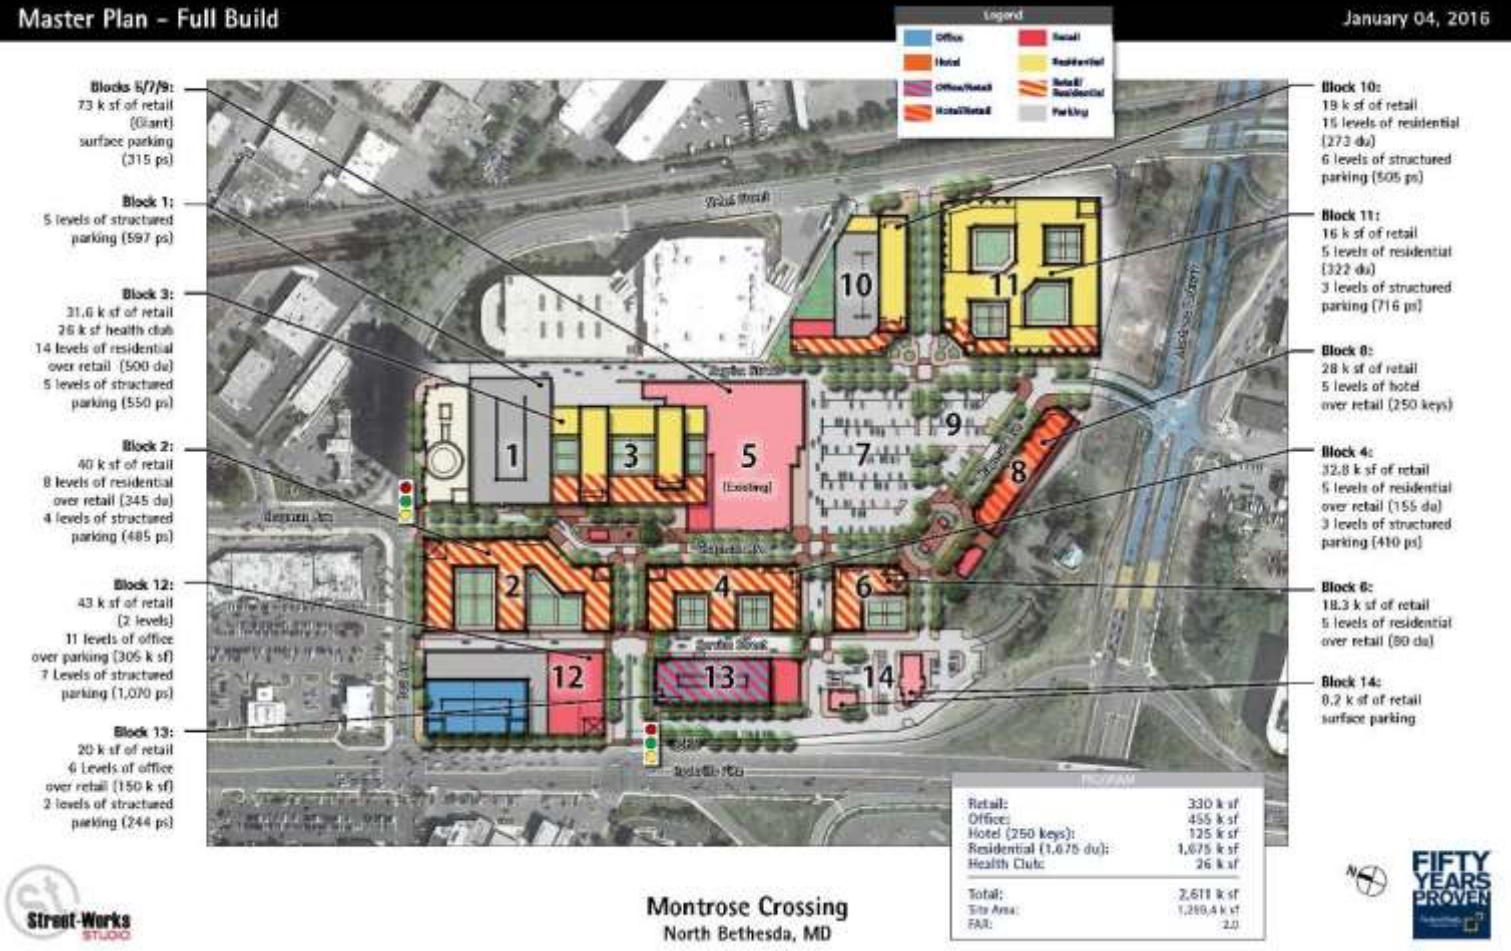 Master Plan - Full Build
January 04, 2016
Legend
Office
Retail
Hotel
Residential
Office/Retail
Retail/
Residential
Hotel/Retail
Parking
Blocks 5/7/9:
73 k sf of retail
(Giant)
surface parking
(315 ps)
Block 1:
5 levels of structured
parking (597 ps)
Block 3:
31.6 k sf of retail
26 k sf health club
14 levels of residential
over retail (500 du)
5 levels of structured
parking (550 ps)
Block 2:
40 k sf of retail
8 levels of residential
over retail (345 du)
4 levels of structured
parking (485 ps)
Block 12:
43 k sf of retail
(2 levels)
11 levels of office
over parking (305 k sf)
7 Levels of structured
parking (1,070 ps)
Block 13:
20 k sf of retail
6 Levels of office
over retail (150 k sf)
2 levels of structured
parking (244 ps)
Block 10:
19 k sf of retail
15 levels of residential
(273 du)
6 levels of structured
parking (505 ps)
Block 11:
16 k sf of retail
5 levels of residential
(322 du)
3 levels of structured
parking (716 ps)
Block 8:
28 k sf of retail
5 levels of hotel
over retail (250 keys)
Block 4:
32.8 k sf of retail
5 levels of residential
over retail (155 du)
3 levels of structured
parking (410 ps)
Block 6:
18.3 k sf of retail
5 levels of residential
over retail (80 du)
Block 14:
8.2 k sf of retail
surface parking
10
11
1
3
5
(Existing)
7
9
8
2
4
6
12
13
14
PROGRAM
Retail: 330 k sf
Office: 455 k sf
Hotel (250 keys): 125 k sf
Residential (1,675 du): 1,675 k sf
Health Club: 26 k sf
Total: 2,611 k sf
Site Area: 1,299.4 k sf
FAR: 2.0
Montrose Crossing
North Bethesda, MD
st
Street-Works
STUDIO
N
FIFTY
YEARS
PROVEN